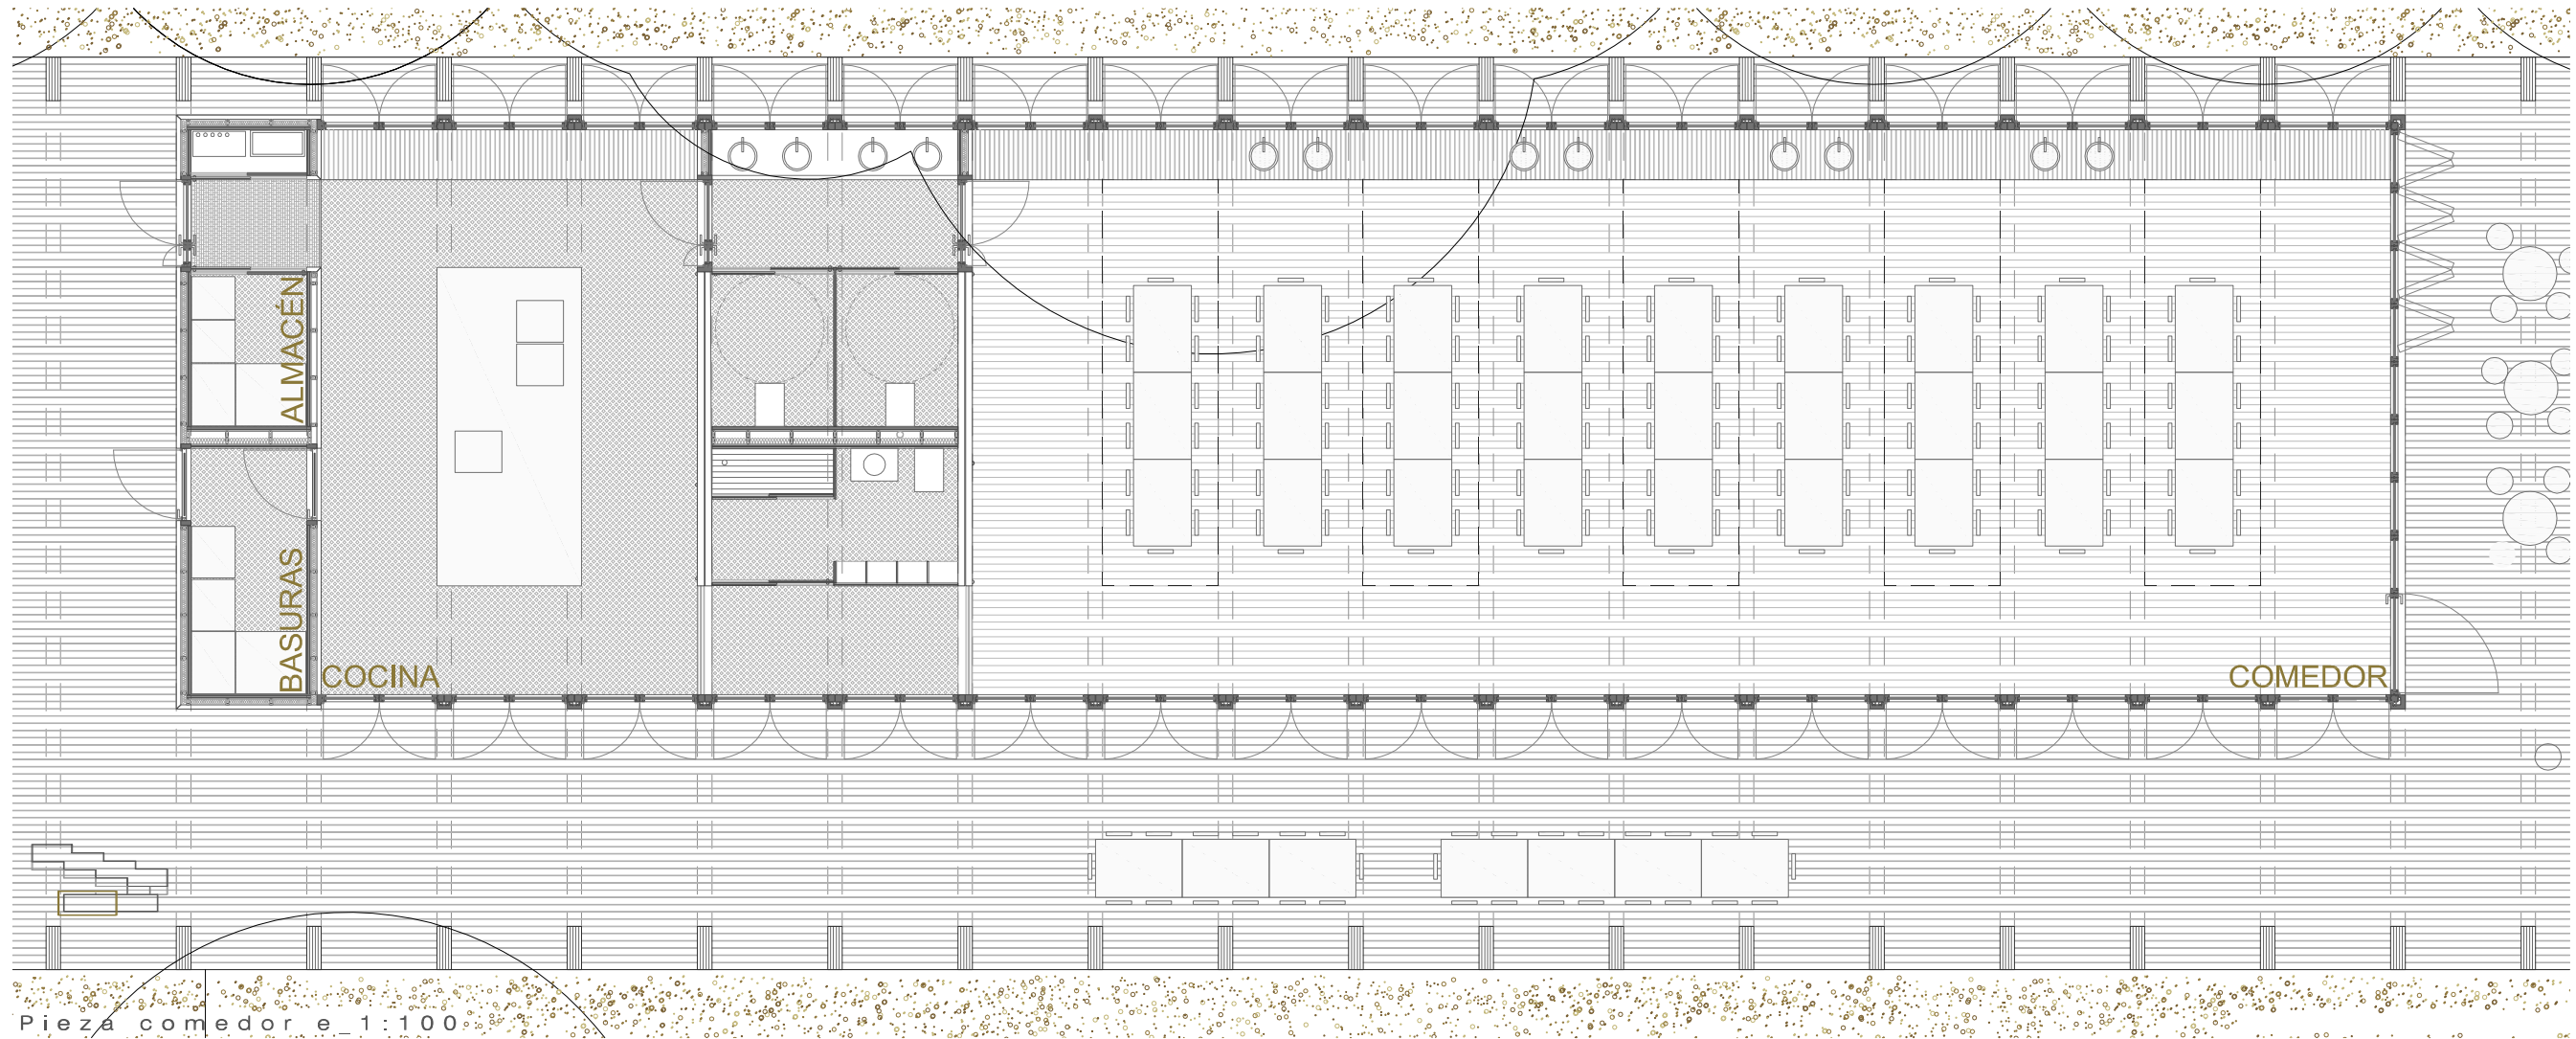 ALMACÉN
BASURAS
COCINA
COMEDOR
Pieza comedor e_1:100